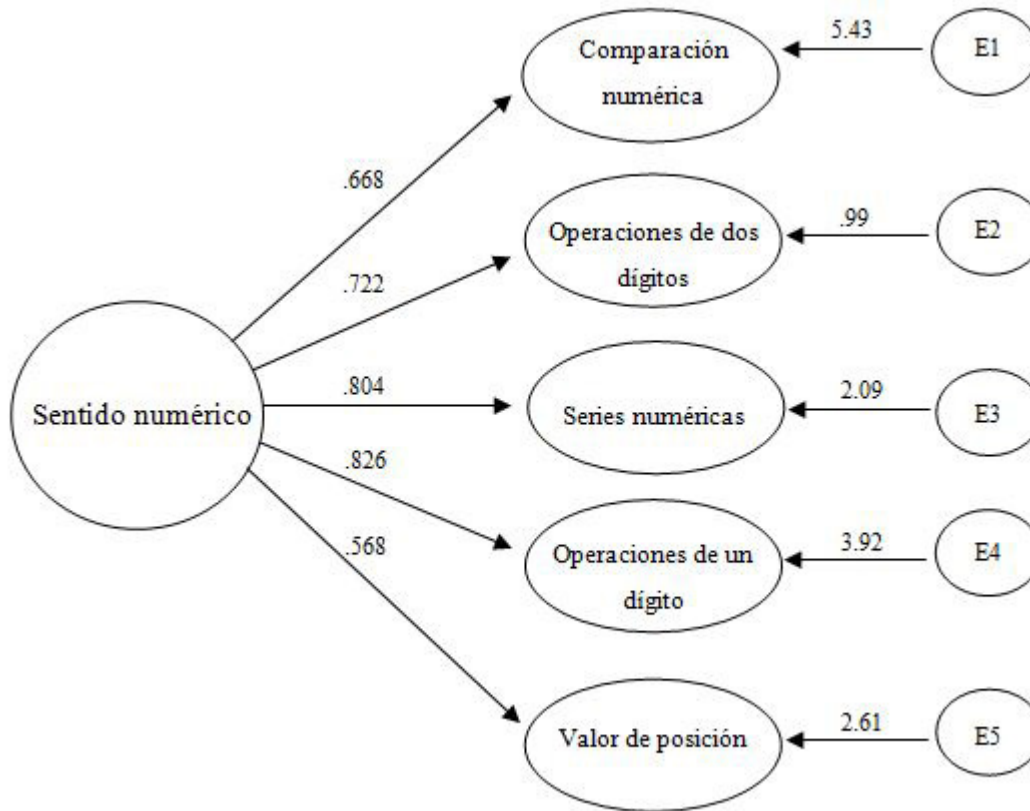 5.43
E1
Comparación
numérica
.668
.99
E2
Operaciones de dos
dígitos
.722
Sentido numérico
.804
2.09
E3
Series numéricas
.826
3.92
E4
Operaciones de un
dígito
.568
2.61
E5
Valor de posición